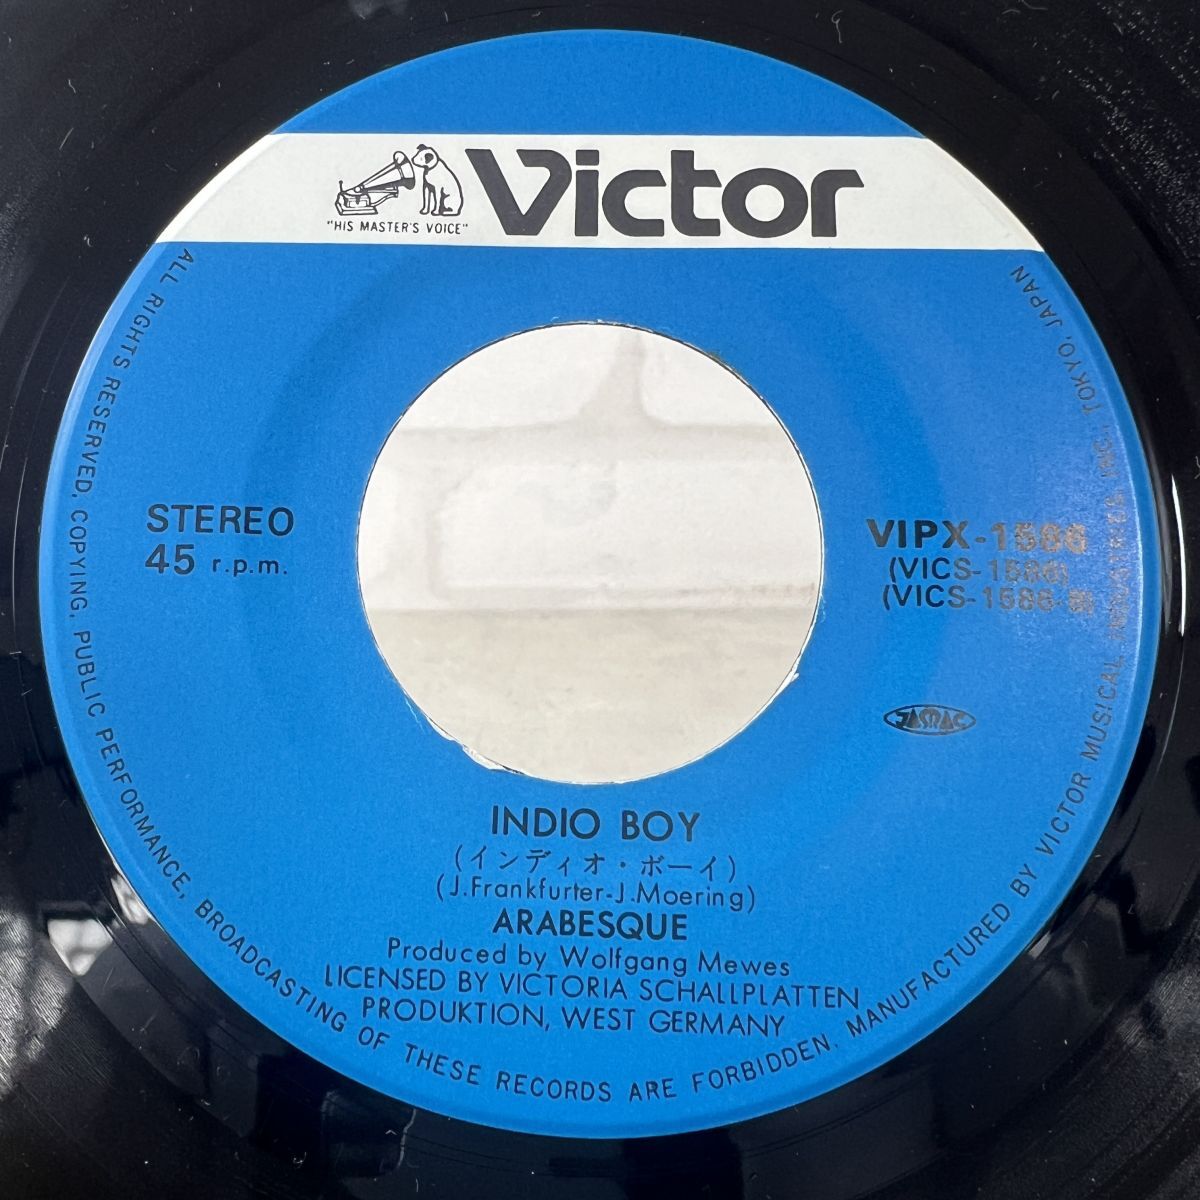 "HIS MASTER'S VOICE"
Victor
STEREO
45 r.p.m.
VIPX-1586
(VICS-1586)
(VICS-1586-B)
JASRAC
INDIO BOY
(インディオ・ボーイ)
(J.Frankfurter-J.Moering)
ARABESQUE
Produced by Wolfgang Mewes
LICENSED BY VICTORIA SCHALLPLATTEN
PRODUKTION, WEST GERMANY
ALL RIGHTS RESERVED. COPYING, PUBLIC PERFORMANCE, BROADCASTING OF THESE RECORDS ARE FORBIDDEN. MANUFACTURED BY VICTOR MUSICAL INDUSTRIES, INC., TOKYO, JAPAN